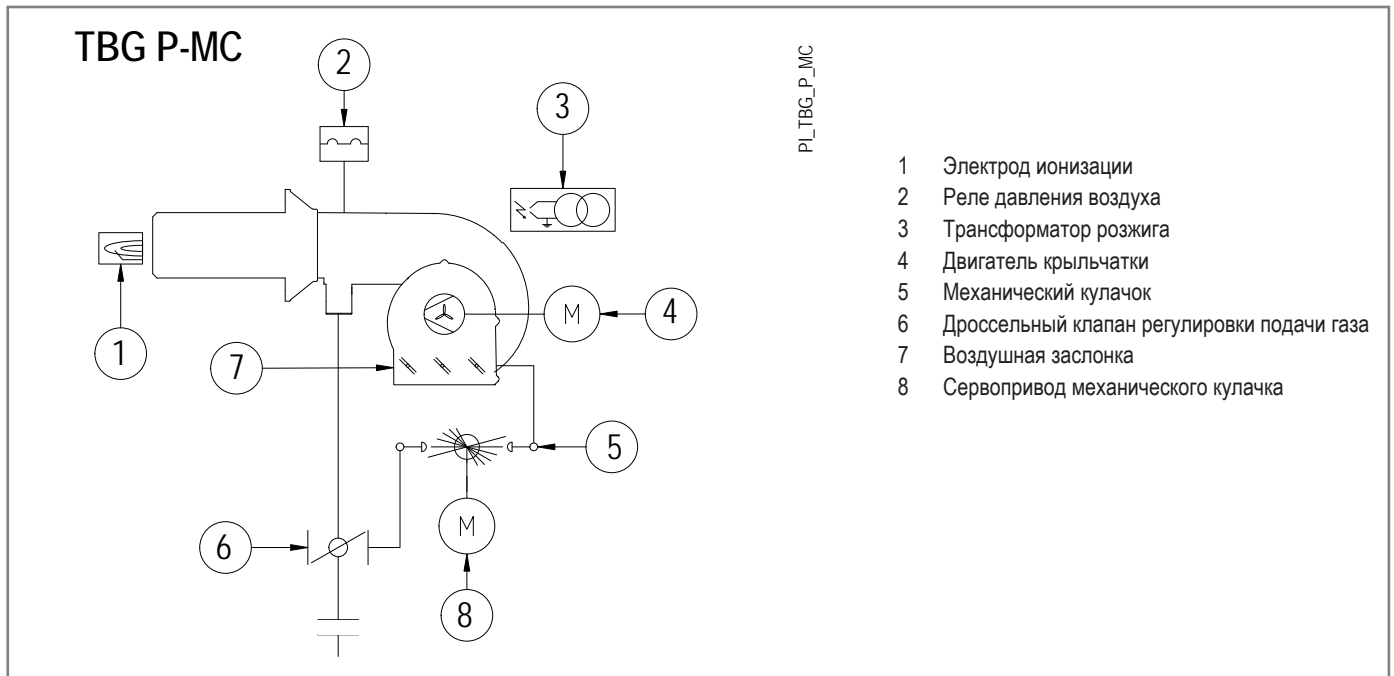 TBG P-MC
PI_TBG_P_MC
2
3
1
4
7
5
6
8
M
M
1 Электрод ионизации
2 Реле давления воздуха
3 Трансформатор розжига
4 Двигатель крыльчатки
5 Механический кулачок
6 Дроссельный клапан регулировки подачи газа
7 Воздушная заслонка
8 Сервопривод механического кулачка